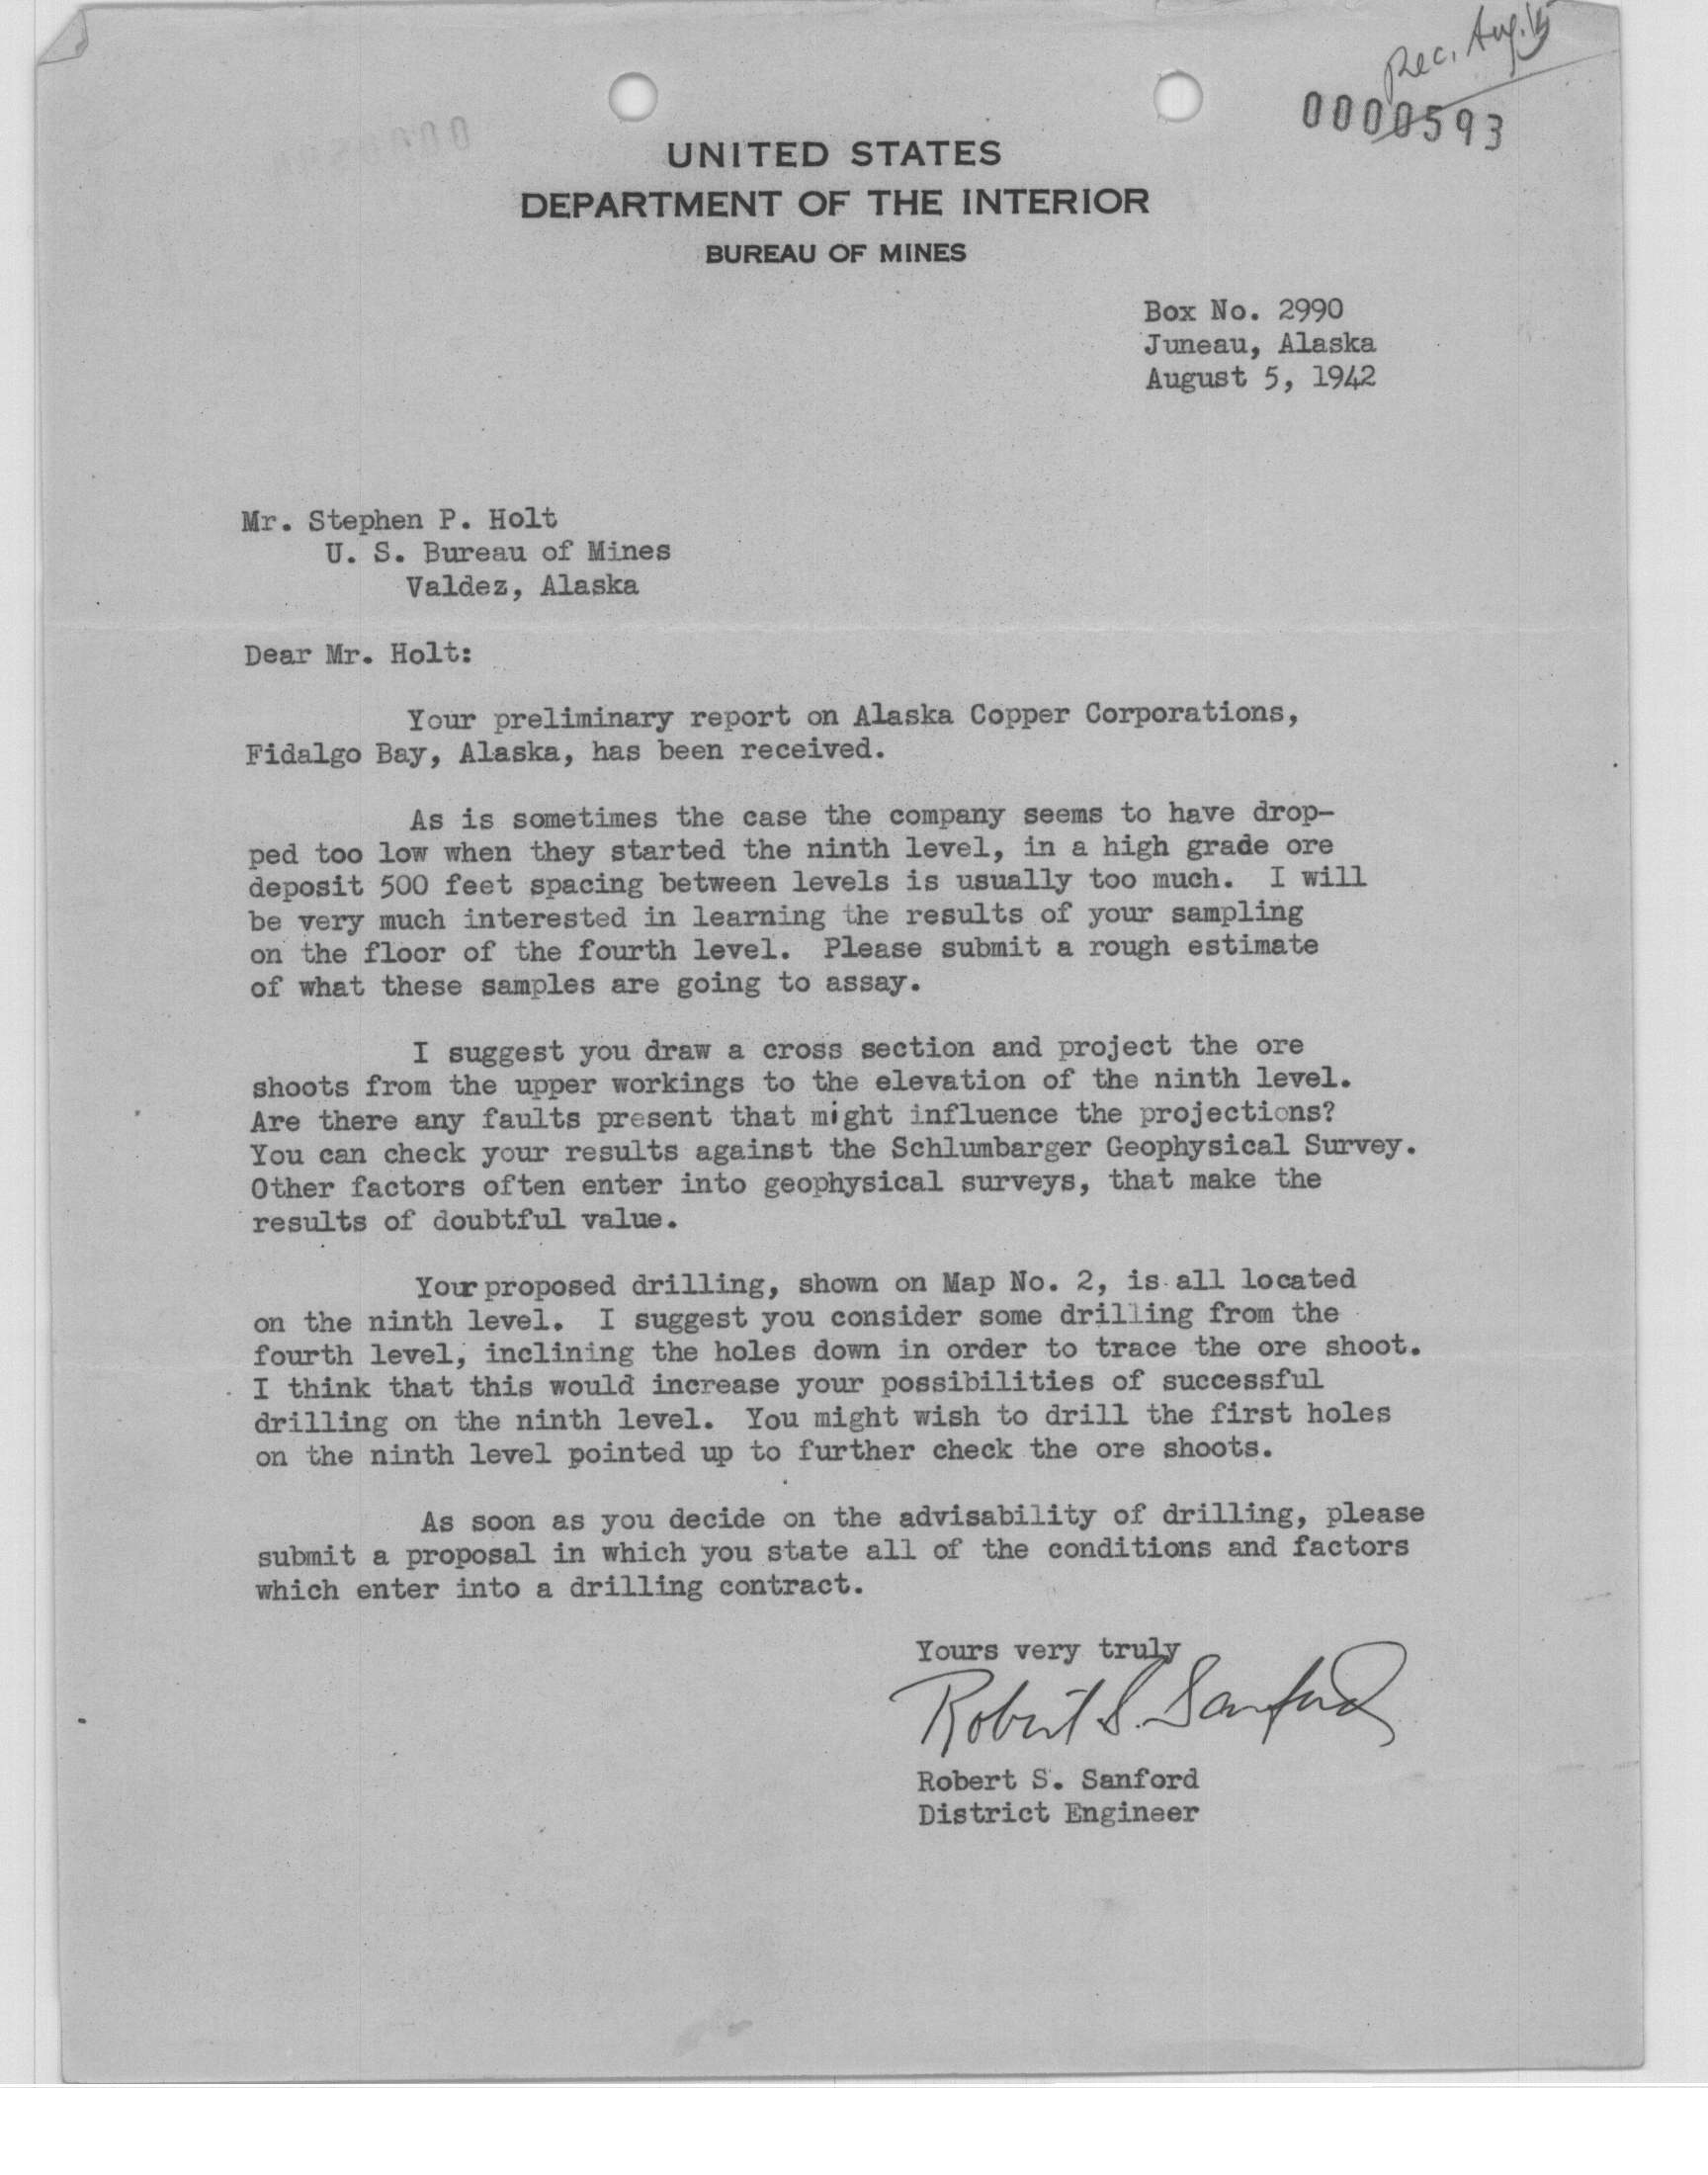 Rec. Aug. 15
0000593
UNITED STATES
DEPARTMENT OF THE INTERIOR
BUREAU OF MINES
Box No. 2990
Juneau, Alaska
August 5, 1942
Mr. Stephen P. Holt
U. S. Bureau of Mines
Valdez, Alaska
Dear Mr. Holt:
Your preliminary report on Alaska Copper Corporations,
Fidalgo Bay, Alaska, has been received.
As is sometimes the case the company seems to have drop-
ped too low when they started the ninth level, in a high grade ore
deposit 500 feet spacing between levels is usually too much. I will
be very much interested in learning the results of your sampling
on the floor of the fourth level. Please submit a rough estimate
of what these samples are going to assay.
I suggest you draw a cross section and project the ore
shoots from the upper workings to the elevation of the ninth level.
Are there any faults present that might influence the projections?
You can check your results against the Schlumbarger Geophysical Survey.
Other factors often enter into geophysical surveys, that make the
results of doubtful value.
Your proposed drilling, shown on Map No. 2, is all located
on the ninth level. I suggest you consider some drilling from the
fourth level, inclining the holes down in order to trace the ore shoot.
I think that this would increase your possibilities of successful
drilling on the ninth level. You might wish to drill the first holes
on the ninth level pointed up to further check the ore shoots.
As soon as you decide on the advisability of drilling, please
submit a proposal in which you state all of the conditions and factors
which enter into a drilling contract.
Yours very truly
Robert S. Sanford
Robert S. Sanford
District Engineer